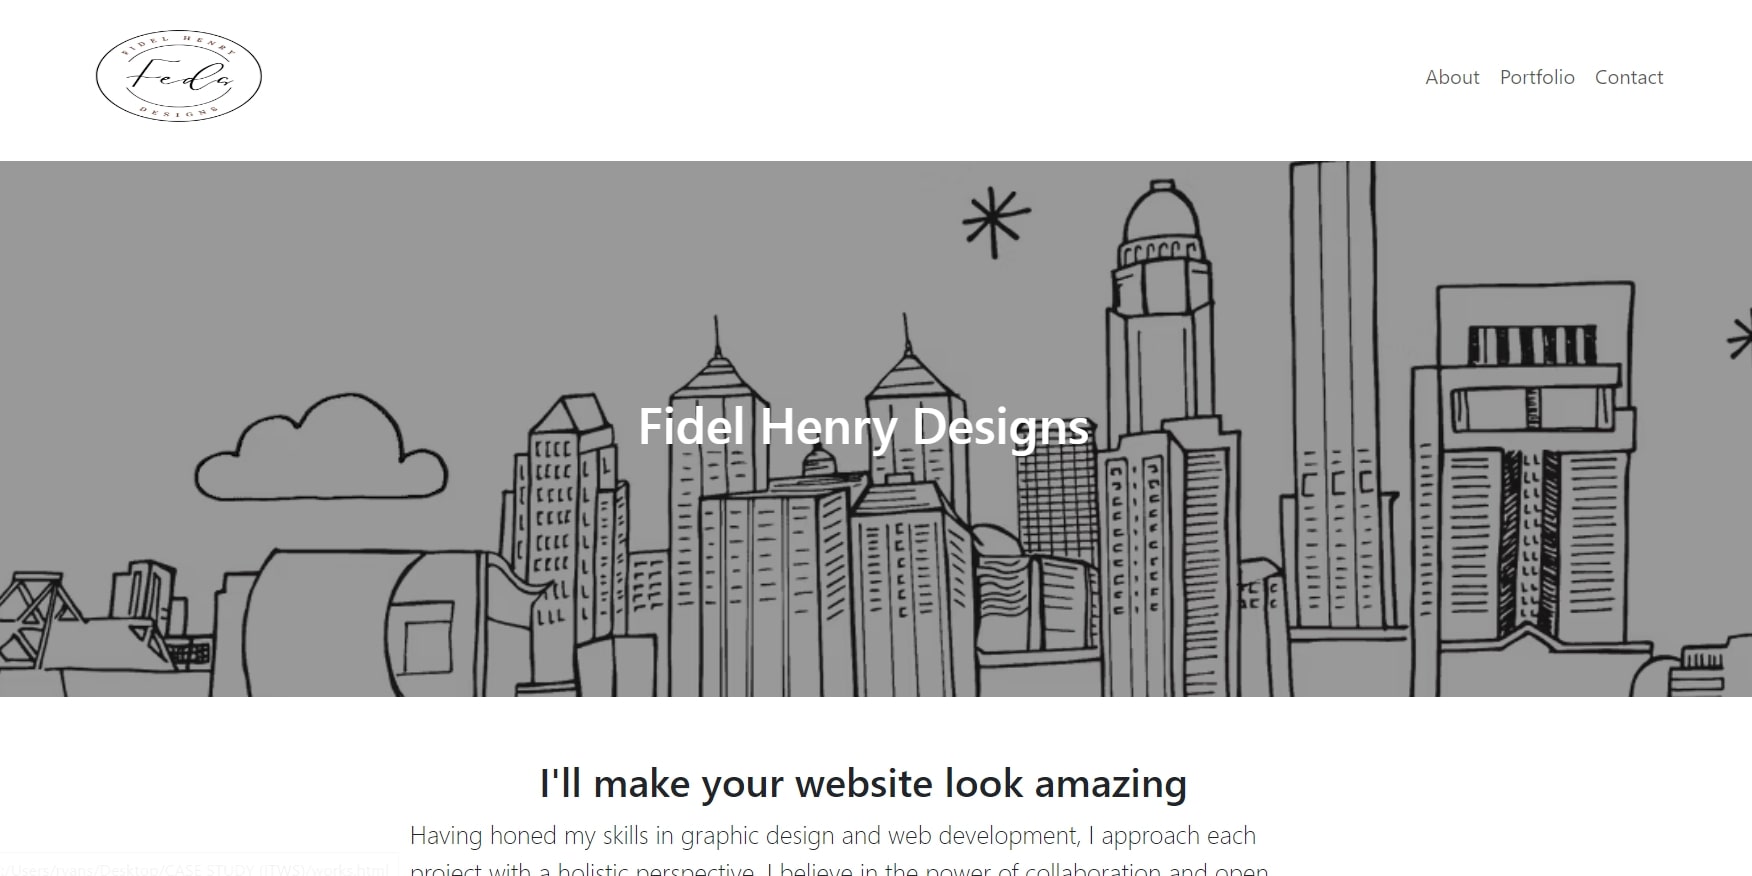 FIDEL HENRY
Feds
DESIGNS
About Portfolio Contact
Fidel Henry Designs
I'll make your website look amazing
Having honed my skills in graphic design and web development, I approach each
project with a holistic perspective. I believe in the power of collaboration and open
/Users/ryans/Desktop/CASE STUDY (ITWS)/works.html